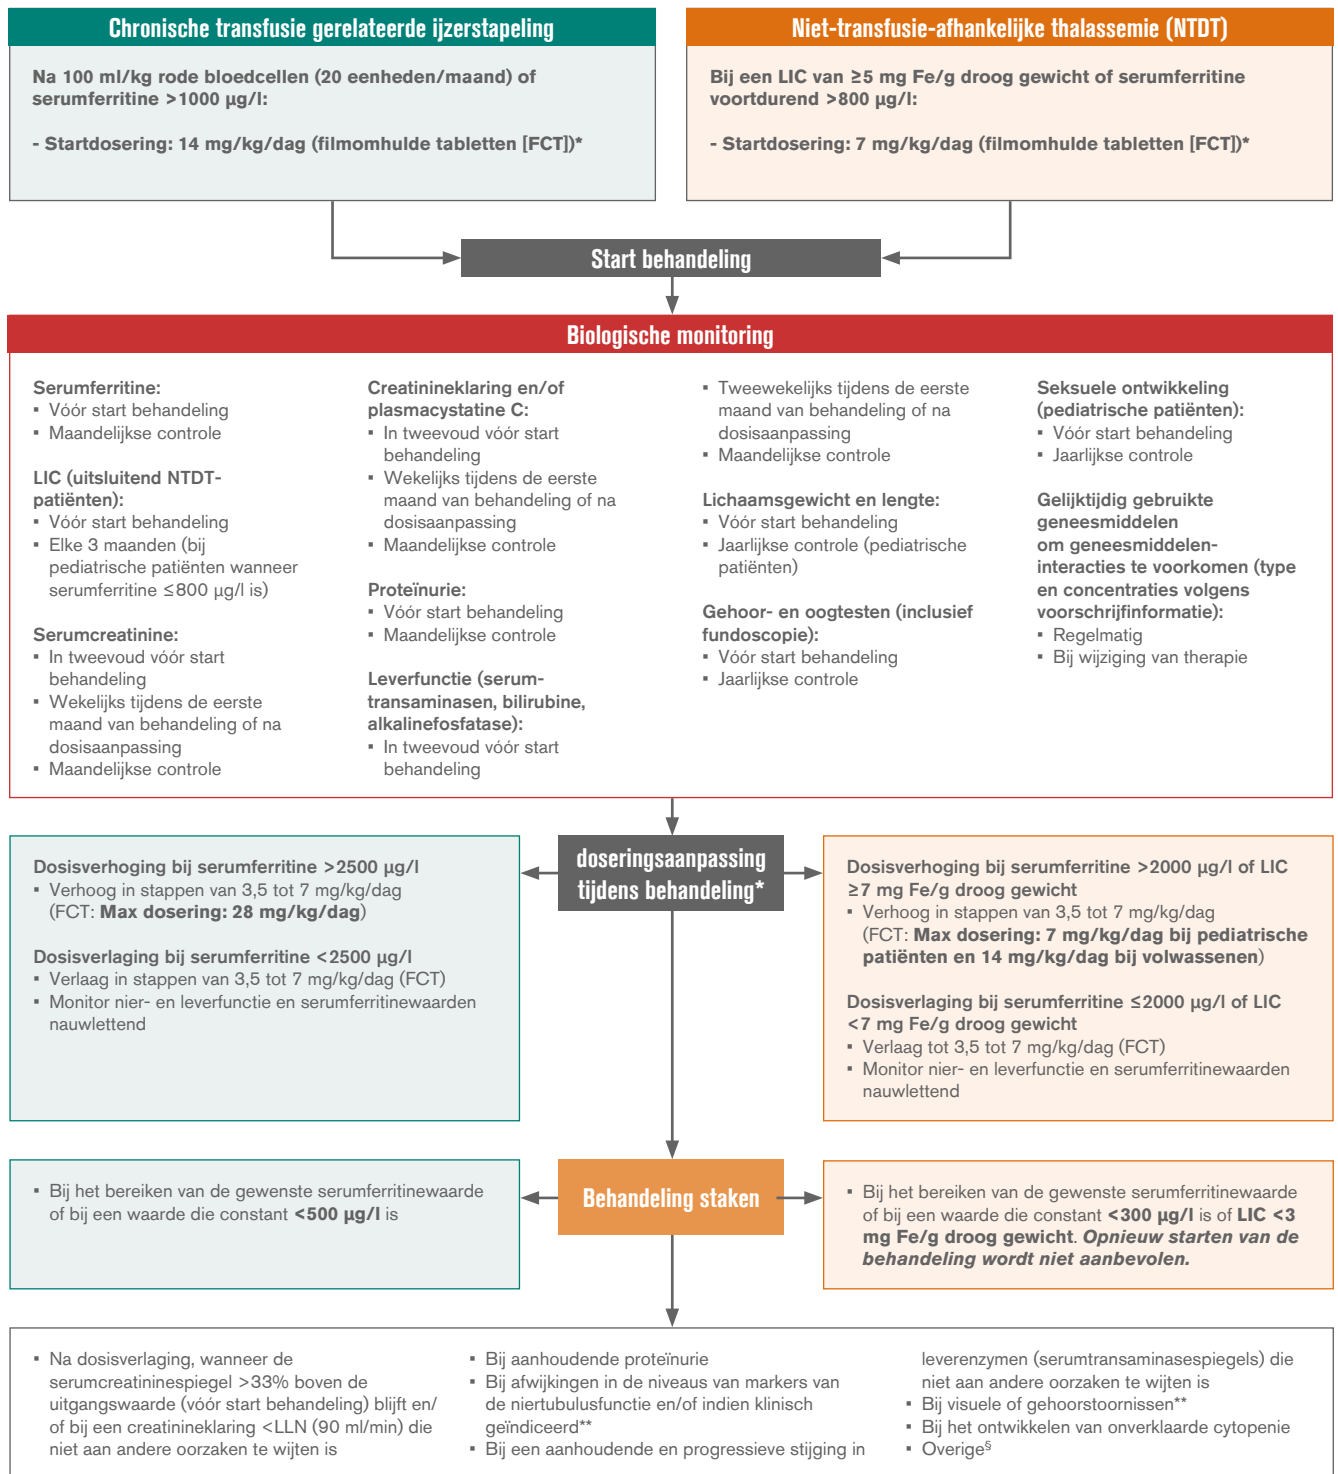 Chronische transfusie gerelateerde ijzerstapeling
Na 100 ml/kg rode bloedcellen (20 eenheden/maand) of
serumferritine >1000 µg/l:
- Startdosering: 14 mg/kg/dag (filmomhulde tabletten [FCT])*
Niet-transfusie-afhankelijke thalassemie (NTDT)
Bij een LIC van ≥5 mg Fe/g droog gewicht of serumferritine
voortdurend >800 µg/l:
- Startdosering: 7 mg/kg/dag (filmomhulde tabletten [FCT])*
Start behandeling
Biologische monitoring
Serumferritine:
▪ Vóór start behandeling
▪ Maandelijkse controle
LIC (uitsluitend NTDT-
patiënten):
▪ Vóór start behandeling
▪ Elke 3 maanden (bij
pediatrische patiënten wanneer
serumferritine ≤800 µg/l is)
Serumcreatinine:
▪ In tweevoud vóór start
behandeling
▪ Wekelijks tijdens de eerste
maand van behandeling of na
dosisaanpassing
▪ Maandelijkse controle
Creatinineklaring en/of
plasmacystatine C:
▪ In tweevoud vóór start
behandeling
▪ Wekelijks tijdens de eerste
maand van behandeling of na
dosisaanpassing
▪ Maandelijkse controle
Proteïnurie:
▪ Vóór start behandeling
▪ Maandelijkse controle
Leverfunctie (serum-
transaminasen, bilirubine,
alkalinefosfatase):
▪ In tweevoud vóór start
behandeling
▪ Tweewekelijks tijdens de eerste
maand van behandeling of na
dosisaanpassing
▪ Maandelijkse controle
Lichaamsgewicht en lengte:
▪ Vóór start behandeling
▪ Jaarlijkse controle (pediatrische
patiënten)
Gehoor- en oogtesten (inclusief
fundoscopie):
▪ Vóór start behandeling
▪ Jaarlijkse controle
Seksuele ontwikkeling
(pediatrische patiënten):
▪ Vóór start behandeling
▪ Jaarlijkse controle
Gelijktijdig gebruikte
geneesmiddelen
om geneesmiddelen-
interacties te voorkomen (type
en concentraties volgens
voorschrijfinformatie):
▪ Regelmatig
▪ Bij wijziging van therapie
doseringsaanpassing
tijdens behandeling*
Dosisverhoging bij serumferritine >2500 µg/l
▪ Verhoog in stappen van 3,5 tot 7 mg/kg/dag
(FCT: Max dosering: 28 mg/kg/dag)
Dosisverlaging bij serumferritine <2500 µg/l
▪ Verlaag in stappen van 3,5 tot 7 mg/kg/dag (FCT)
▪ Monitor nier- en leverfunctie en serumferritinewaarden
nauwlettend
Dosisverhoging bij serumferritine >2000 µg/l of LIC
≥7 mg Fe/g droog gewicht
▪ Verhoog in stappen van 3,5 tot 7 mg/kg/dag
(FCT: Max dosering: 7 mg/kg/dag bij pediatrische
patiënten en 14 mg/kg/dag bij volwassenen)
Dosisverlaging bij serumferritine ≤2000 µg/l of LIC
<7 mg Fe/g droog gewicht
▪ Verlaag tot 3,5 tot 7 mg/kg/dag (FCT)
▪ Monitor nier- en leverfunctie en serumferritinewaarden
nauwlettend
Behandeling staken
▪ Bij het bereiken van de gewenste serumferritinewaarde
of bij een waarde die constant <500 µg/l is
▪ Bij het bereiken van de gewenste serumferritinewaarde
of bij een waarde die constant <300 µg/l is of LIC <3
mg Fe/g droog gewicht. Opnieuw starten van de
behandeling wordt niet aanbevolen.
▪ Na dosisverlaging, wanneer de
serumcreatininespiegel >33% boven de
uitgangswaarde (vóór start behandeling) blijft en/
of bij een creatinineklaring <LLN (90 ml/min) die
niet aan andere oorzaken te wijten is
▪ Bij aanhoudende proteïnurie
▪ Bij afwijkingen in de niveaus van markers van
de niertubulusfunctie en/of indien klinisch
geïndiceerd**
▪ Bij een aanhoudende en progressieve stijging in
leverenzymen (serumtransaminasespiegels) die
niet aan andere oorzaken te wijten is
▪ Bij visuele of gehoorstoornissen**
▪ Bij het ontwikkelen van onverklaarde cytopenie
▪ Overige§